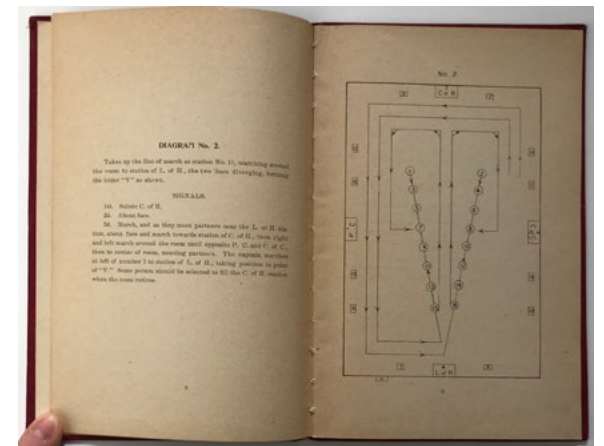 DIAGRAM No. 2.
Takes up the line of march at station No. 11, marching around
the room to station of L. of H., the two lines diverging, forming
the letter "V" as shown.
SIGNALS.
1st. Salute C. of H.
2d. About face.
3d. March, and as they meet partners near the L. of H. sta-
tion, about face and march towards station of C. of H., then right
and left march around the room until opposite P. C. and C. of C.,
then to center of room, meeting partners. The captain marches
at left of number 1 to station of L. of H., taking position in point
of "V." Some person should be selected to fill the C. of H. station
when the team retires.
No. 2
C of H
L of H